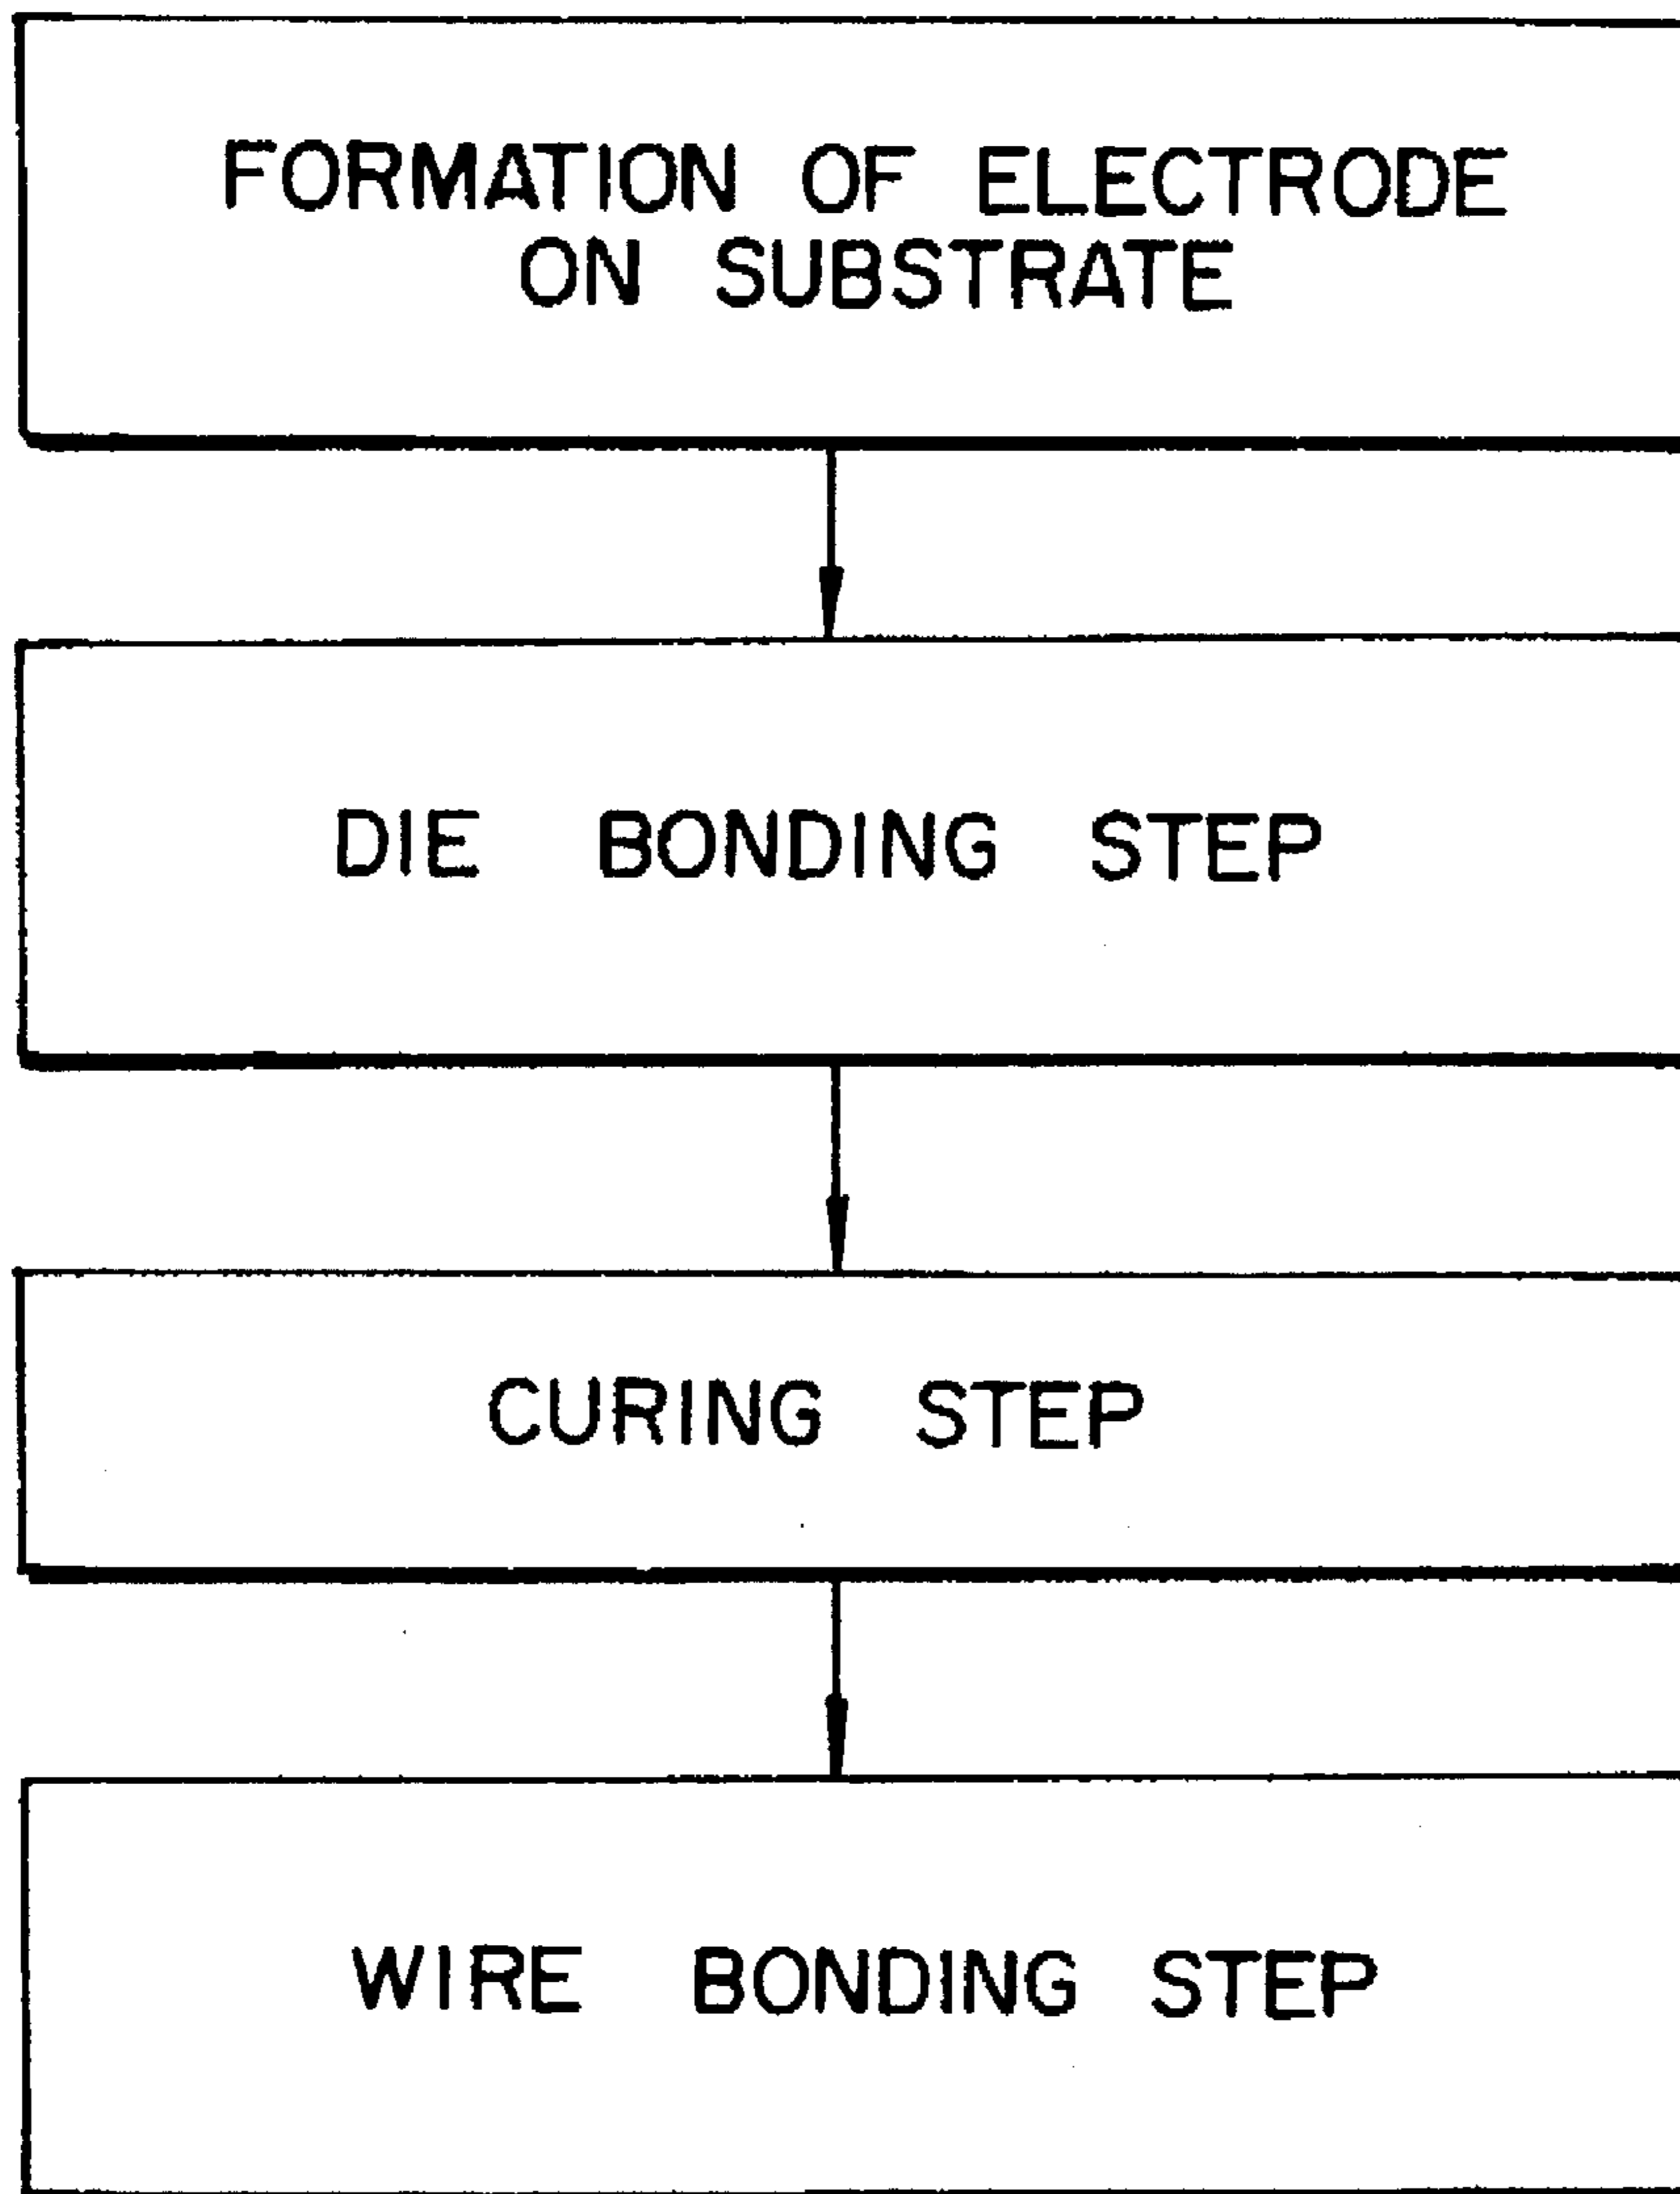 FORMATION OF ELECTRODE
ON SUBSTRATE
DIE BONDING STEP
CURING STEP
WIRE BONDING STEP